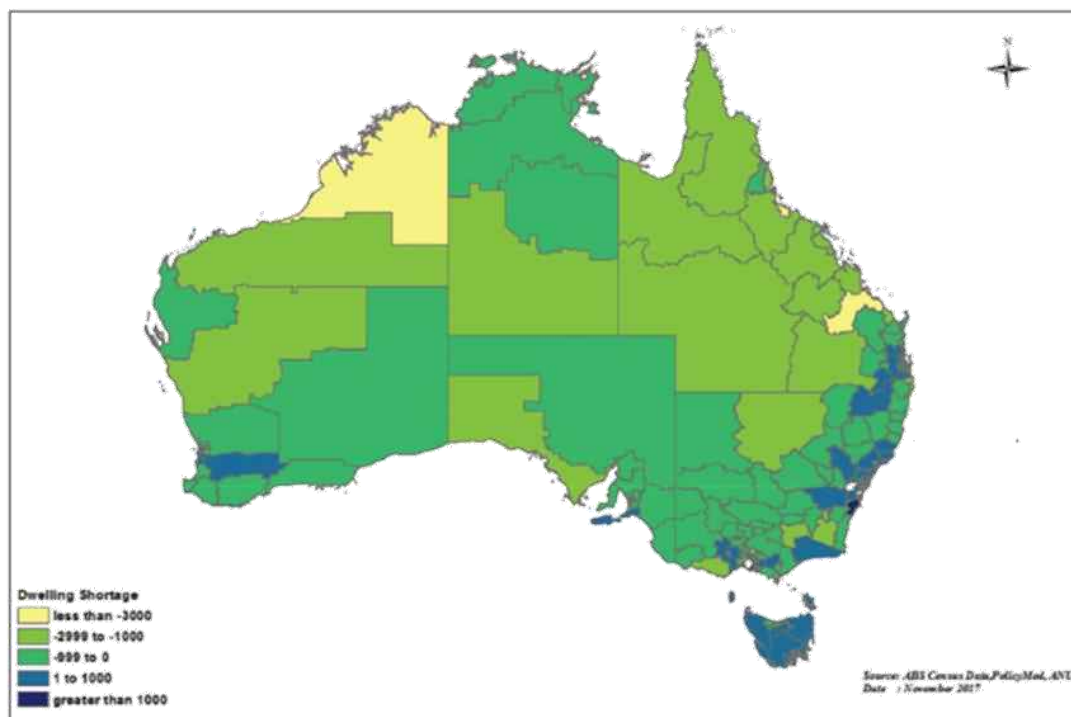 N
Dwelling Shortage
less than -3000
-2999 to -1000
-999 to 0
1 to 1000
greater than 1000
Source: ABS Census Data,PolicyMod, ANU
Date : November 2017